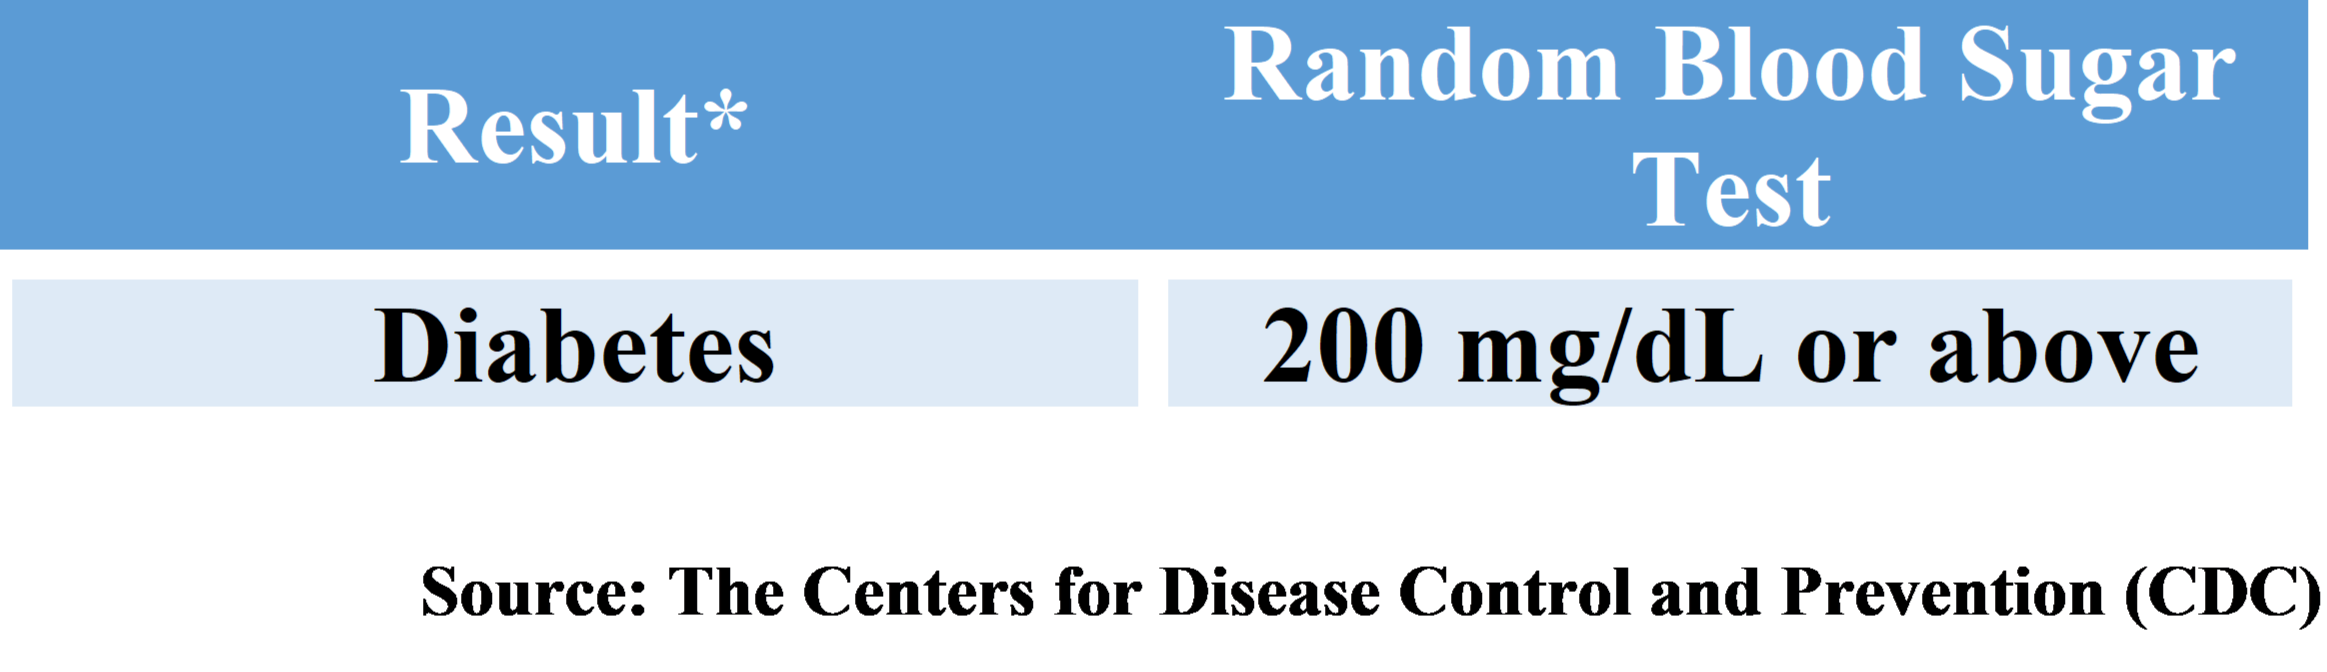 Result*
Random Blood Sugar
Test
Diabetes
200 mg/dL or above
Source: The Centers for Disease Control and Prevention (CDC)